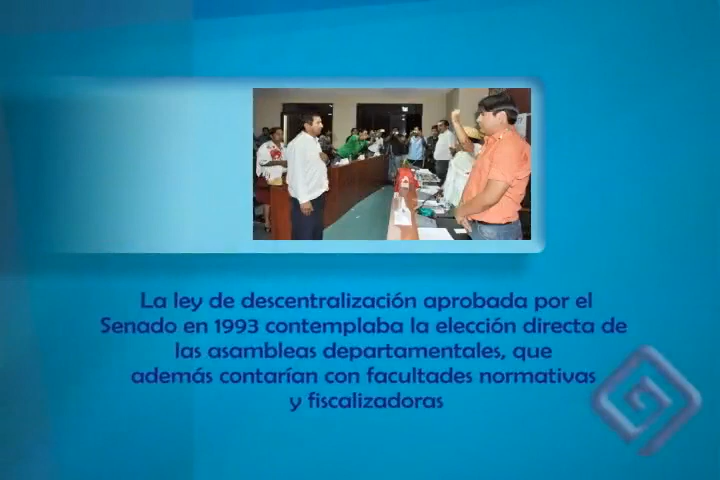 La ley de descentralización aprobada por el
Senado en 1993 contemplaba la elección directa de
las asambleas departamentales, que
además contarían con facultades normativas
y fiscalizadoras